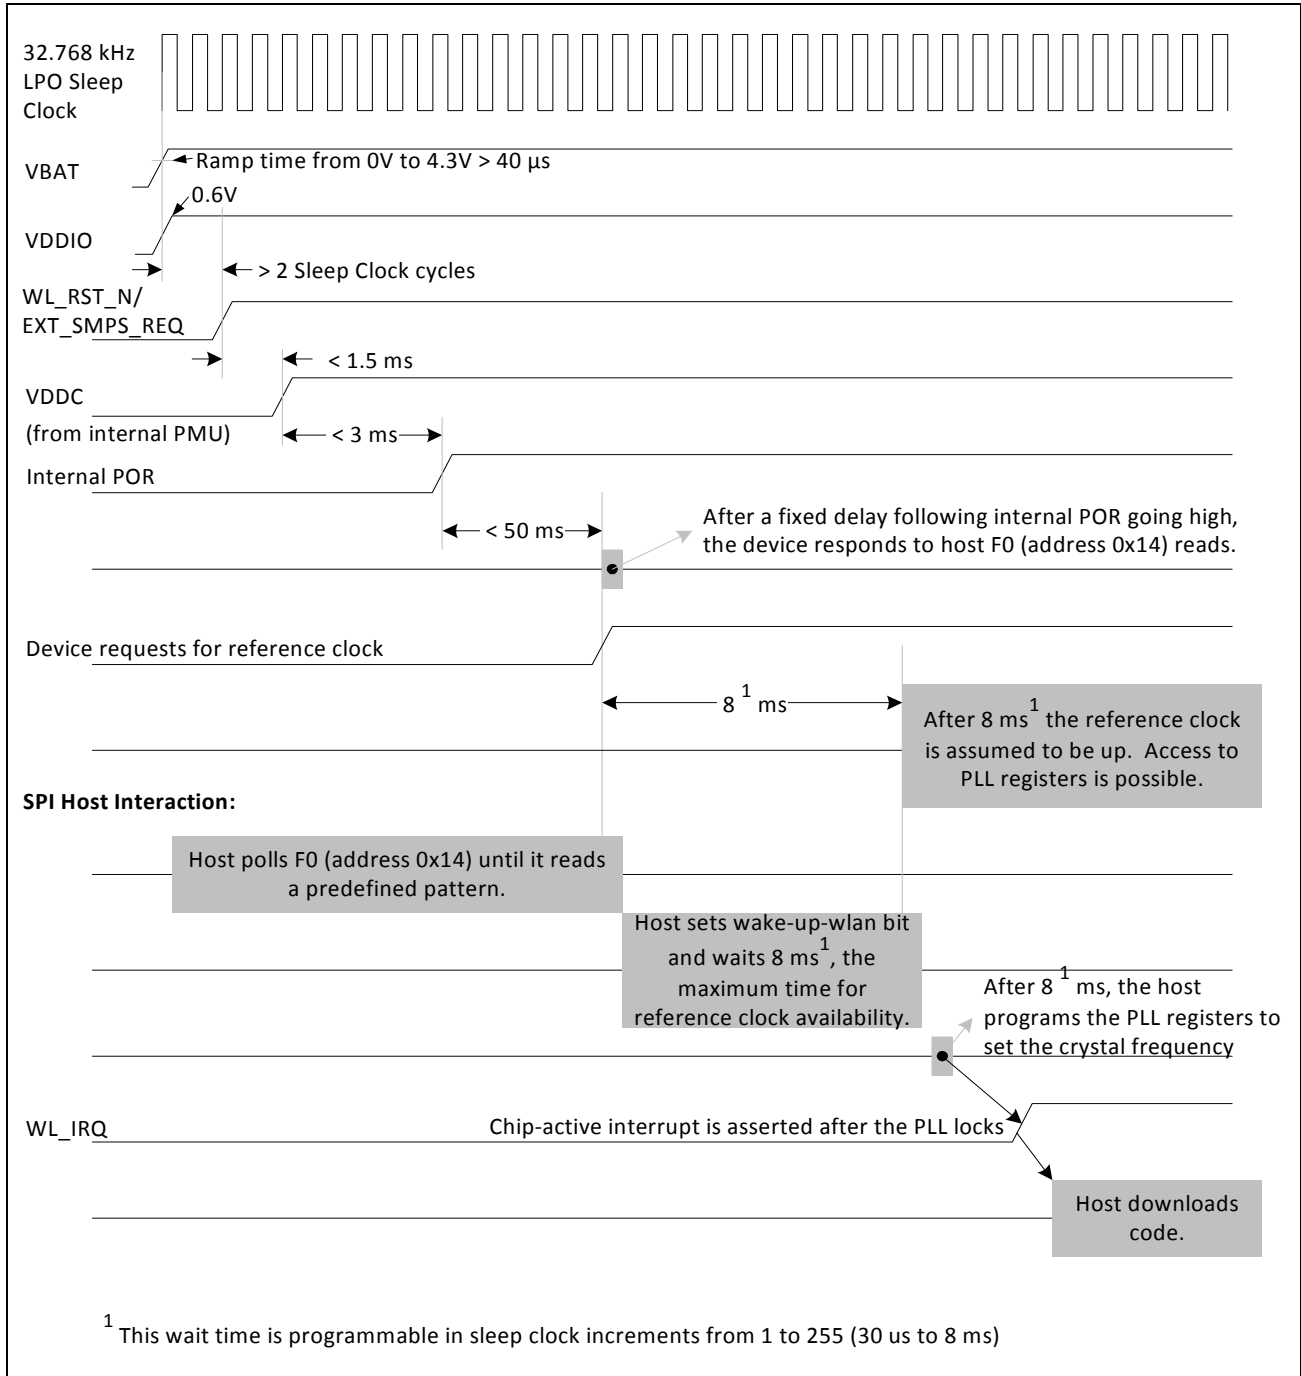 32.768 kHz
LPO Sleep
Clock
VBAT
Ramp time from 0V to 4.3V > 40 µs
0.6V
VDDIO
> 2 Sleep Clock cycles
WL_RST_N/
EXT_SMPS_REQ
< 1.5 ms
VDDC
(from internal PMU)
< 3 ms
Internal POR
< 50 ms
After a fixed delay following internal POR going high,
the device responds to host F0 (address 0x14) reads.
Device requests for reference clock
8 1 ms
After 8 ms1 the reference clock
is assumed to be up. Access to
PLL registers is possible.
SPI Host Interaction:
Host polls F0 (address 0x14) until it reads
a predefined pattern.
Host sets wake-up-wlan bit
and waits 8 ms1, the
maximum time for
reference clock availability.
After 8 1 ms, the host
programs the PLL registers to
set the crystal frequency
WL_IRQ
Chip-active interrupt is asserted after the PLL locks
Host downloads
code.
1 This wait time is programmable in sleep clock increments from 1 to 255 (30 us to 8 ms)